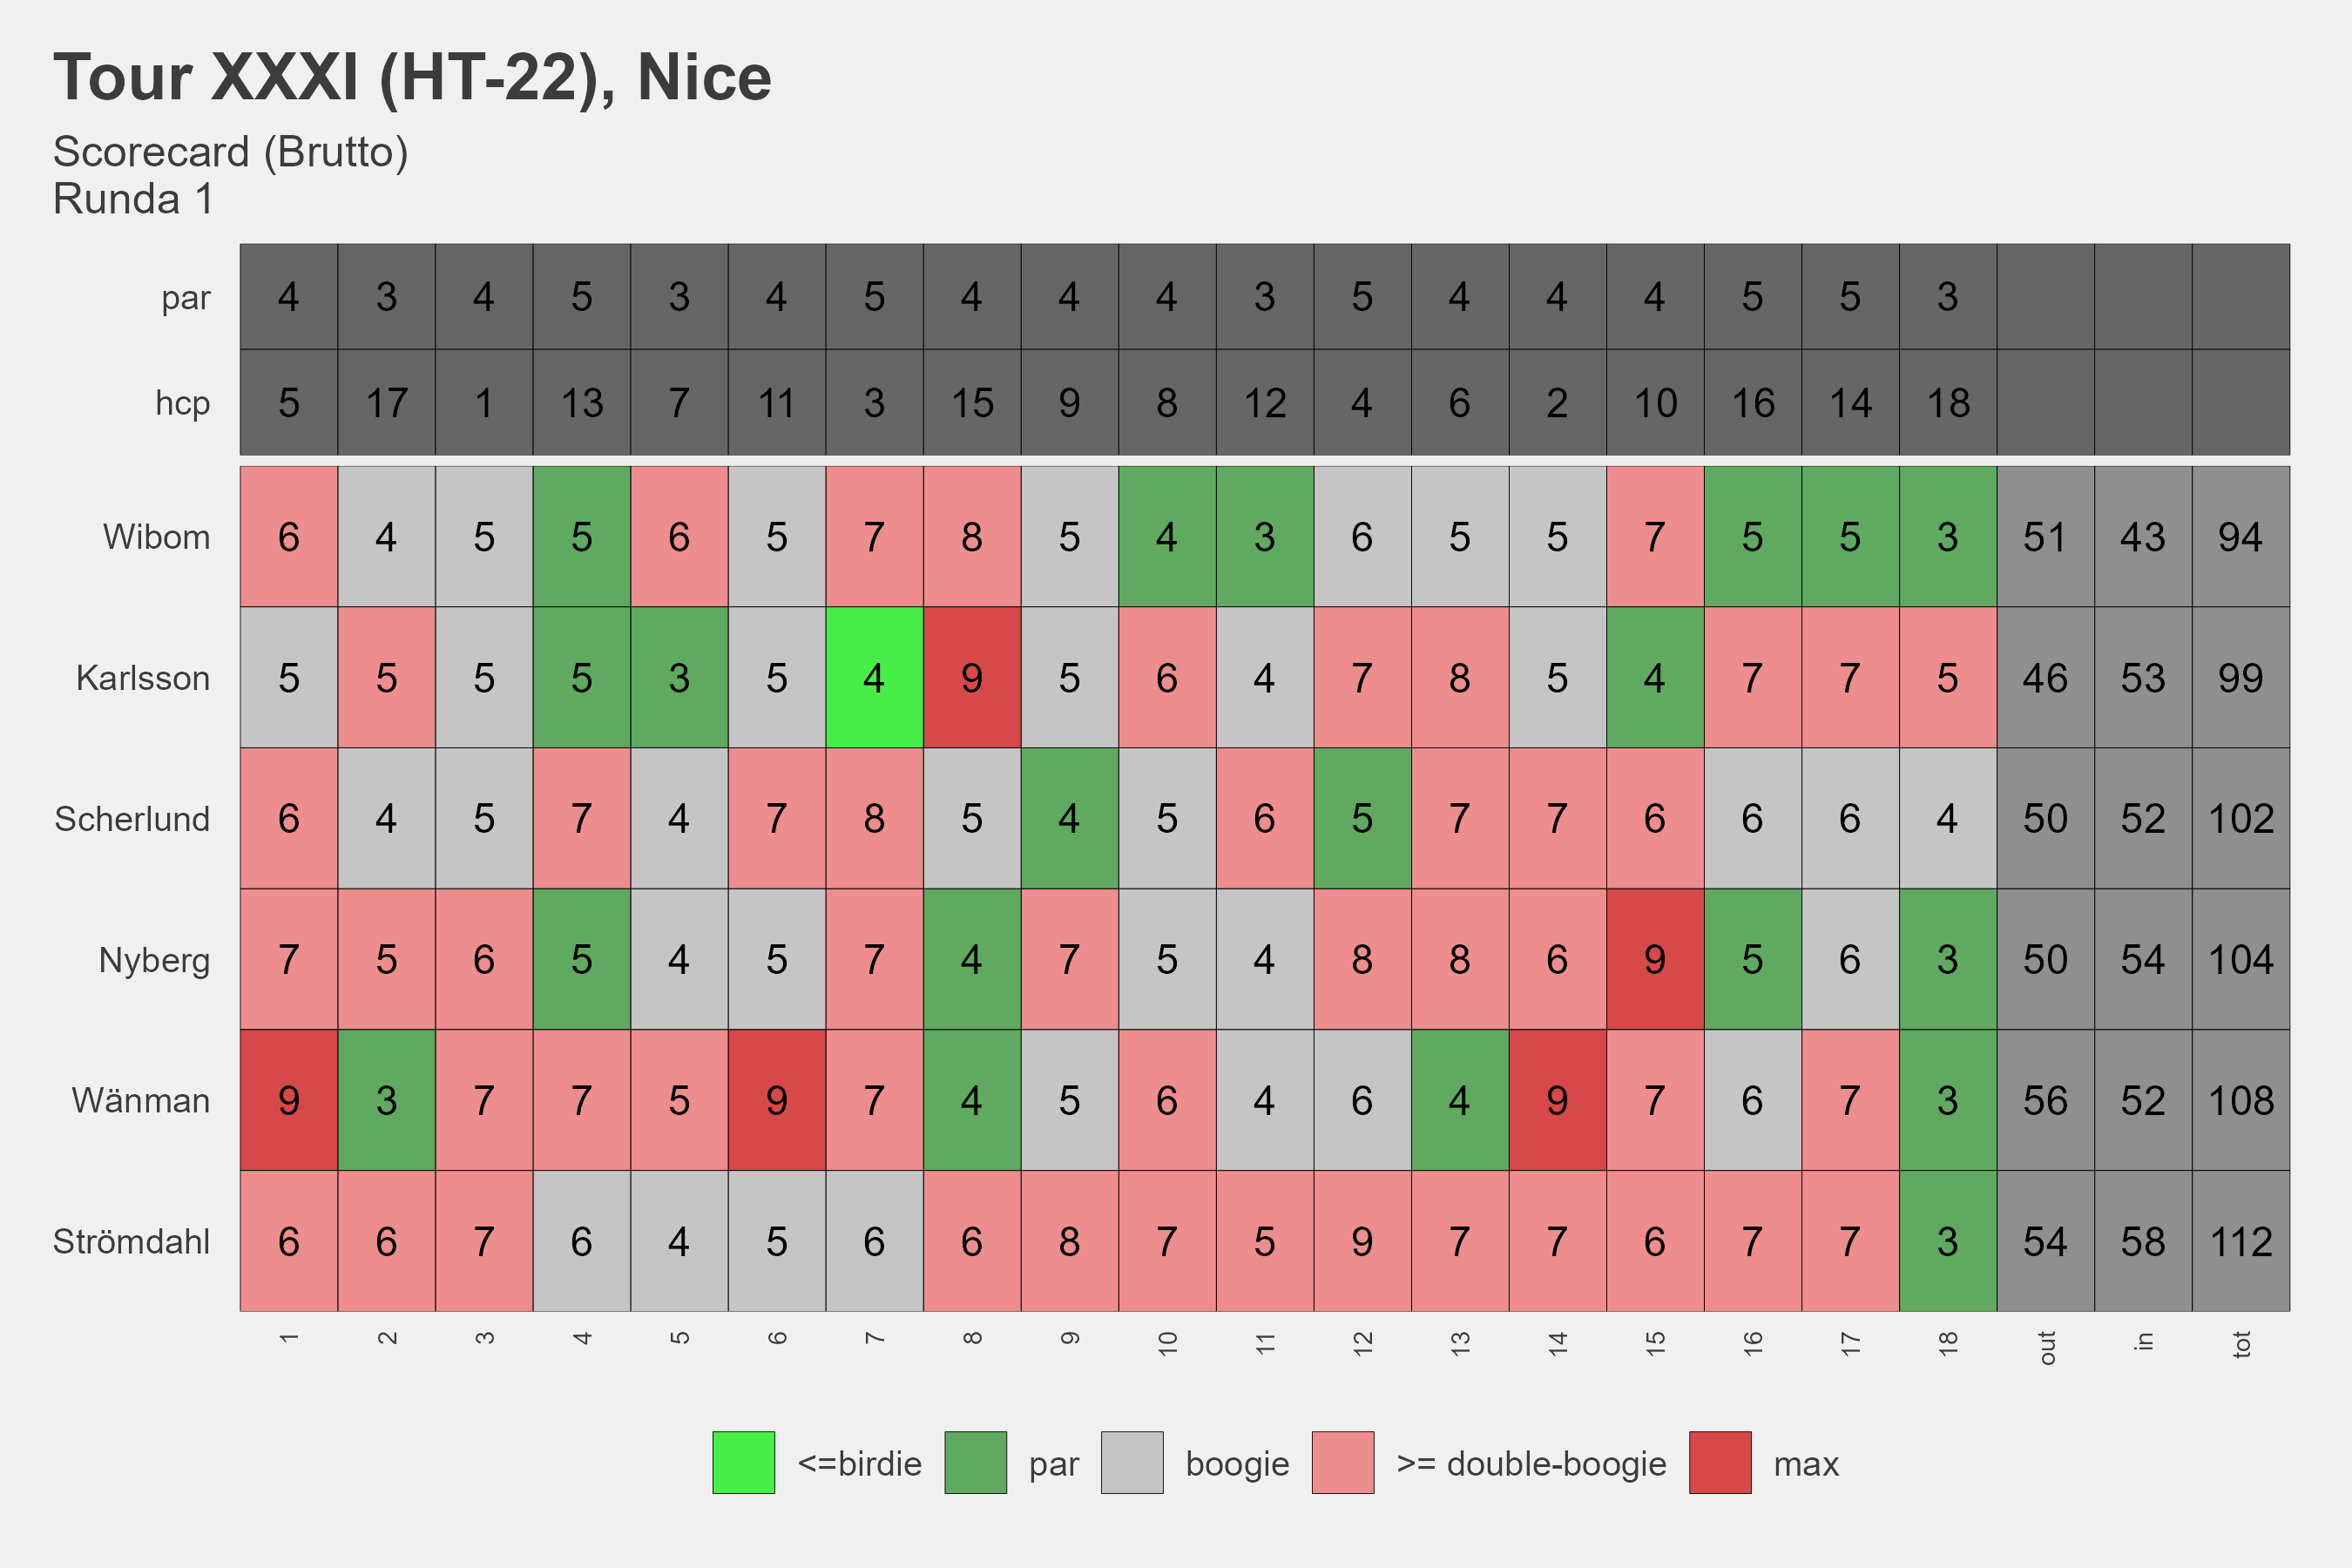 Tour XXXI (HT-22), Nice
Scorecard (Brutto)
Runda 1
par 4 3 4 5 3 4 5 4 4 4 3 5 4 4 4 5 5 3
hcp 5 17 1 13 7 11 3 15 9 8 12 4 6 2 10 16 14 18
Wibom 6 4 5 5 6 5 7 8 5 4 3 6 5 5 7 5 5 3 51 43 94
Karlsson 5 5 5 5 3 5 4 9 5 6 4 7 8 5 4 7 7 5 46 53 99
Scherlund 6 4 5 7 4 7 8 5 4 5 6 5 7 7 6 6 6 4 50 52 102
Nyberg 7 5 6 5 4 5 7 4 7 5 4 8 8 6 9 5 6 3 50 54 104
Wänman 9 3 7 7 5 9 7 4 5 6 4 6 4 9 7 6 7 3 56 52 108
Strömdahl 6 6 7 6 4 5 6 6 8 7 5 9 7 7 6 7 7 3 54 58 112
1 2 3 4 5 6 7 8 9 10 11 12 13 14 15 16 17 18 out in tot
<=birdie par boogie >= double-boogie max